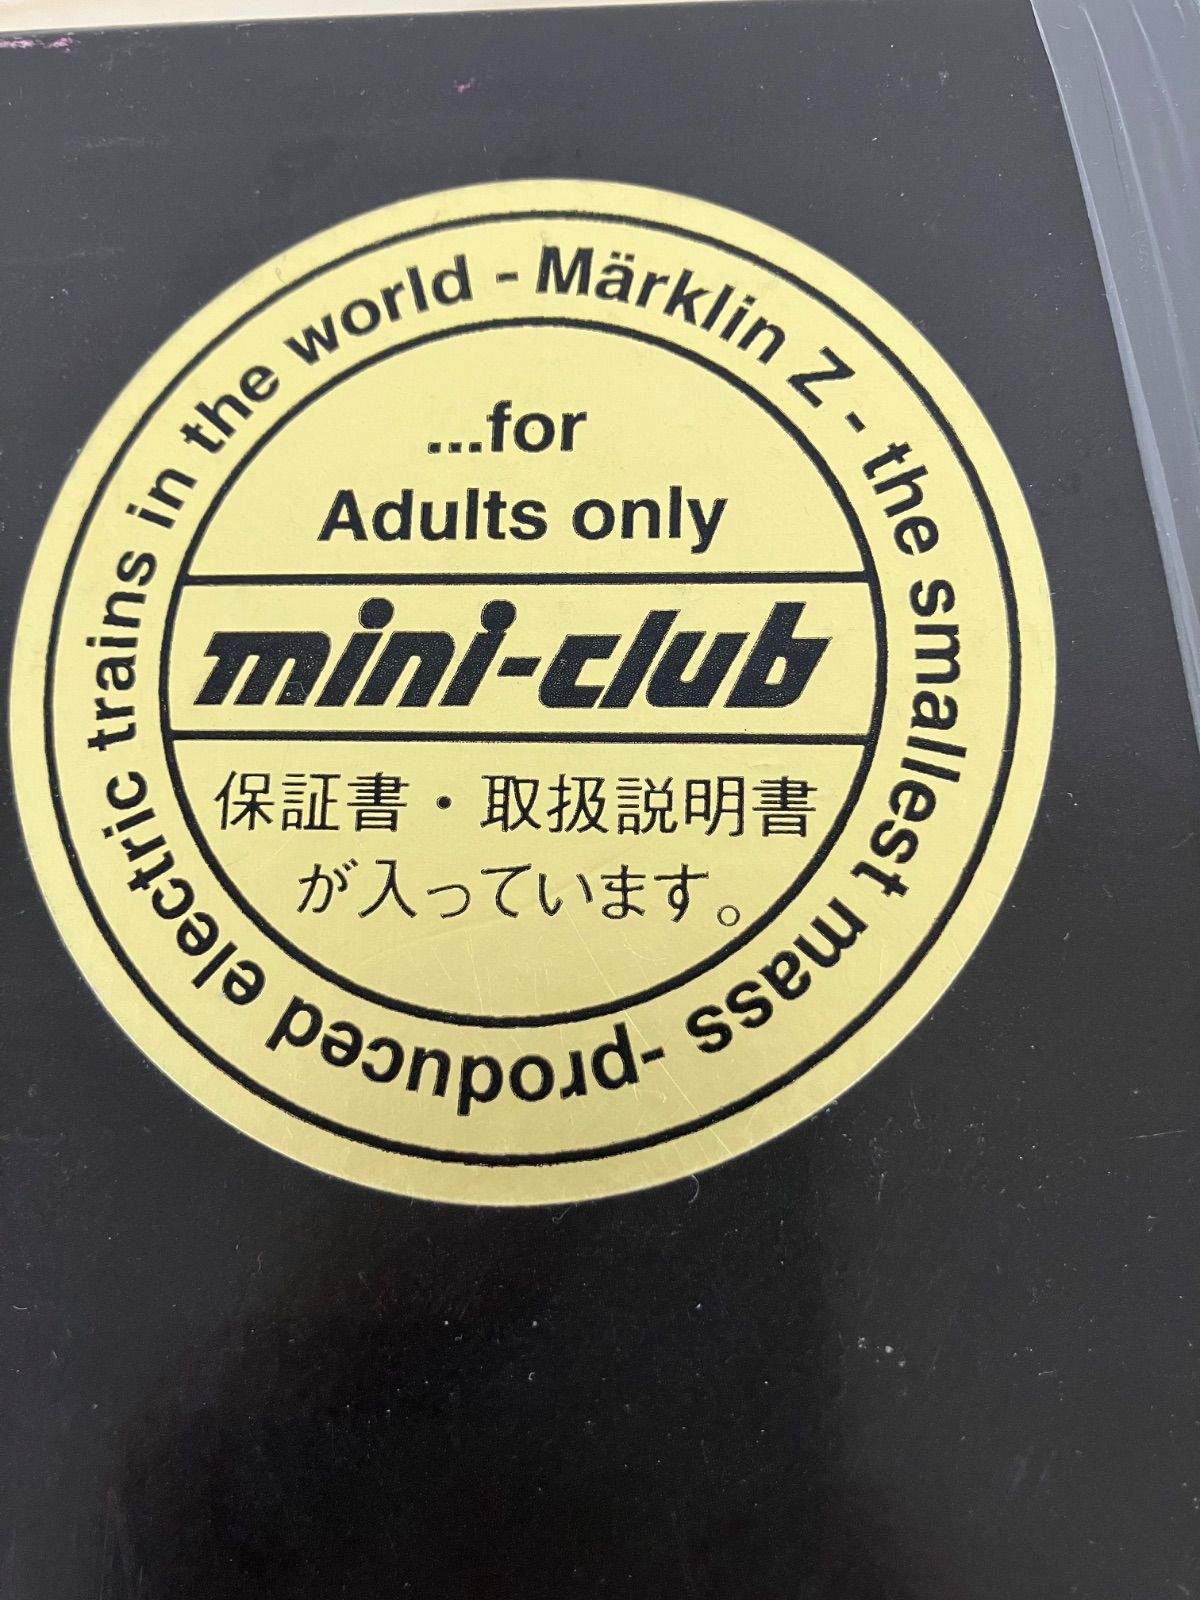 Märklin Z - the smallest mass -produced electric trains in the world -
...for
Adults only
mini-club
保証書・取扱説明書
が入っています。